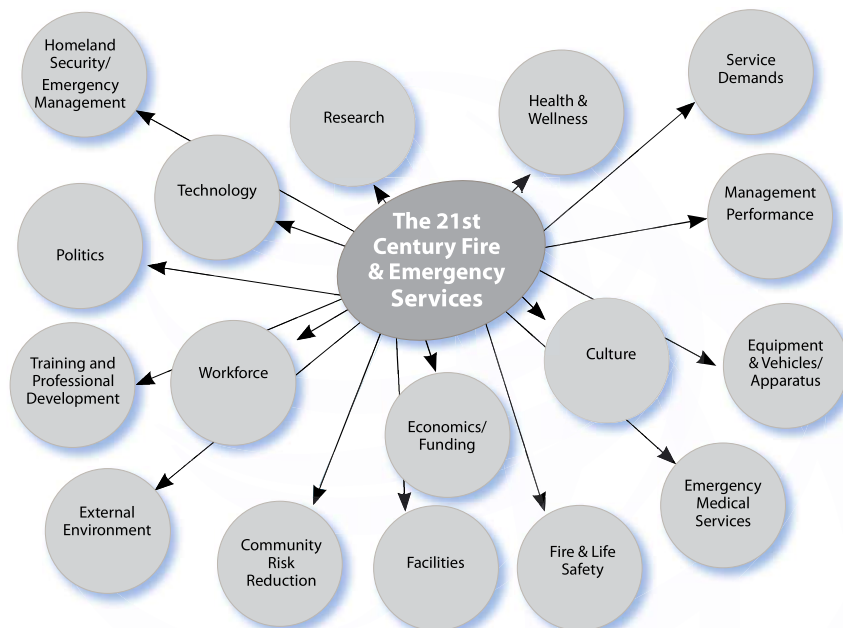 Homeland
Security/
Emergency
Management
Research
Health &
Wellness
Service
Demands
Technology
Management
Performance
Politics
The 21st
Century Fire
& Emergency
Services
Training and
Professional
Development
Workforce
Culture
Equipment
& Vehicles/
Apparatus
Economics/
Funding
External
Environment
Emergency
Medical
Services
Community
Risk
Reduction
Facilities
Fire & Life
Safety